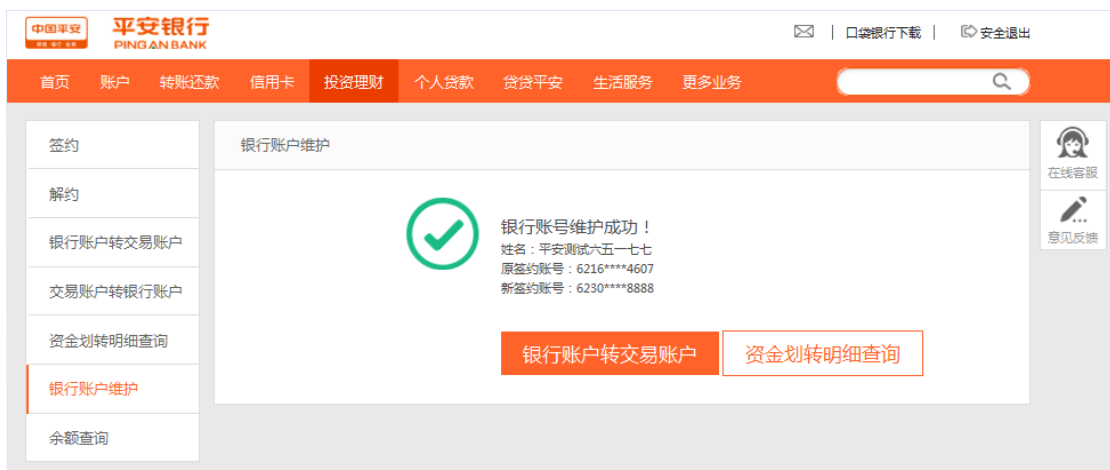 中国平安
平安银行
PING AN BANK
口袋银行下载
安全退出
首页 账户 转账还款 信用卡 投资理财 个人贷款 贷贷平安 生活服务 更多业务
签约
解约
银行账户转交易账户
交易账户转银行账户
资金划转明细查询
银行账户维护
余额查询
银行账户维护
银行账号维护成功！
姓名：平安测试六五一七七
原签约账号：6216****4607
新签约账号：6230****8888
银行账户转交易账户
资金划转明细查询
在线客服
意见反馈